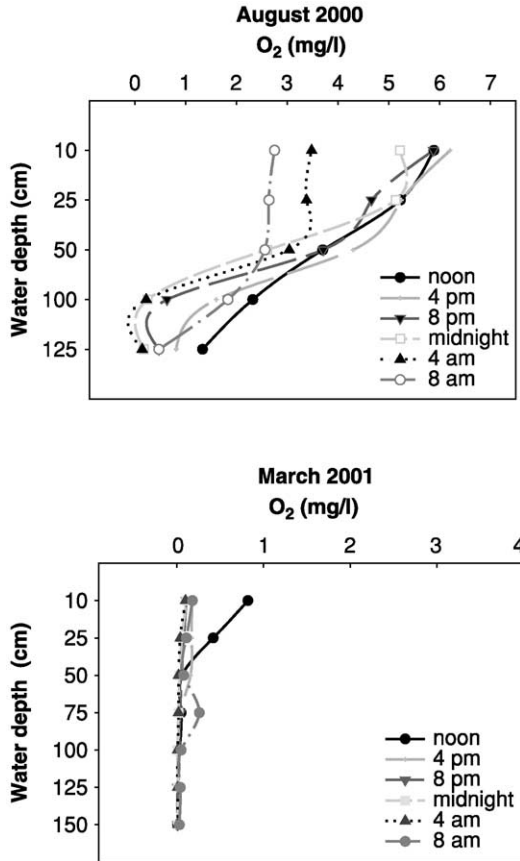 August 2000
O₂ (mg/l)
0 1 2 3 4 5 6 7
Water depth (cm)
10
25
50
100
125
noon
4 pm
8 pm
midnight
4 am
8 am
March 2001
O₂ (mg/l)
0 1 2 3 4
Water depth (cm)
10
25
50
75
100
125
150
noon
4 pm
8 pm
midnight
4 am
8 am